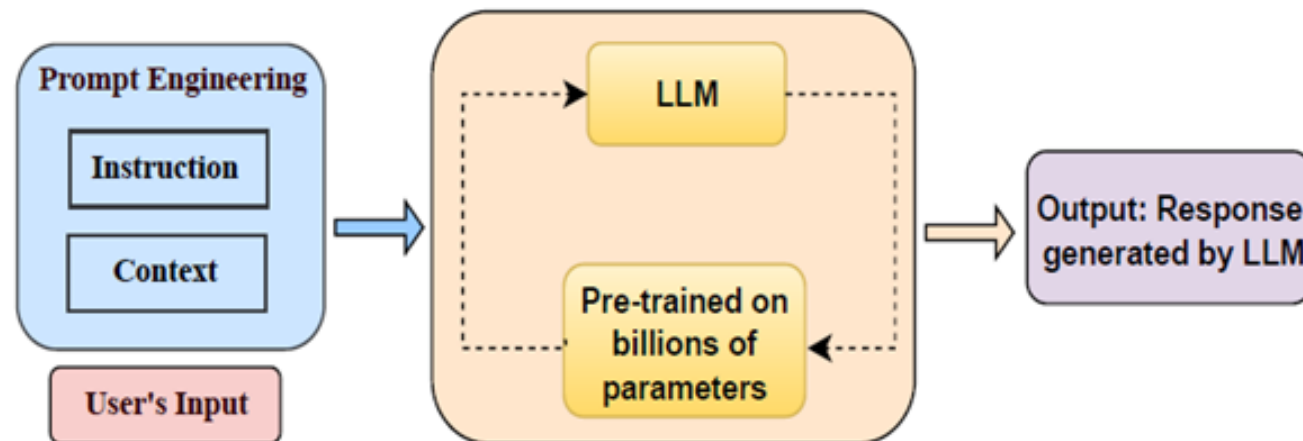 Prompt Engineering
Instruction
Context
User's Input
LLM
Pre-trained on
billions of
parameters
Output: Response
generated by LLM